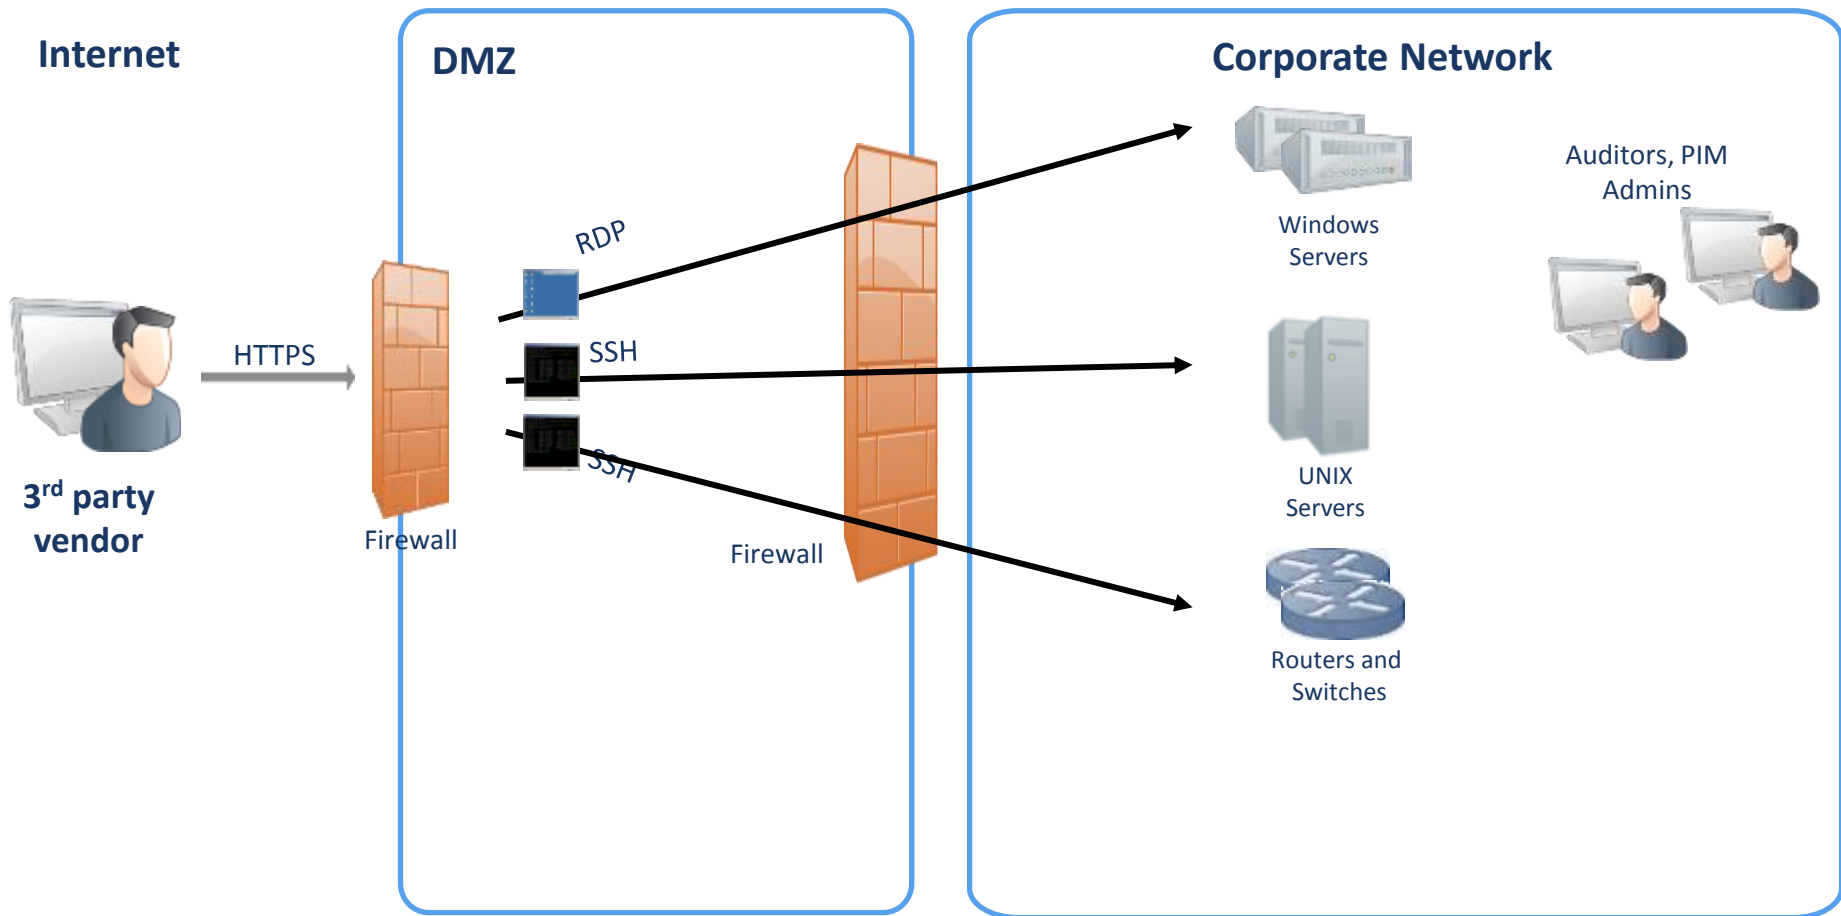 Internet
DMZ
Corporate Network
Auditors, PIM
Admins
RDP
Windows
Servers
HTTPS
SSH
SSH
3rd party
vendor
Firewall
Firewall
UNIX
Servers
Routers and
Switches